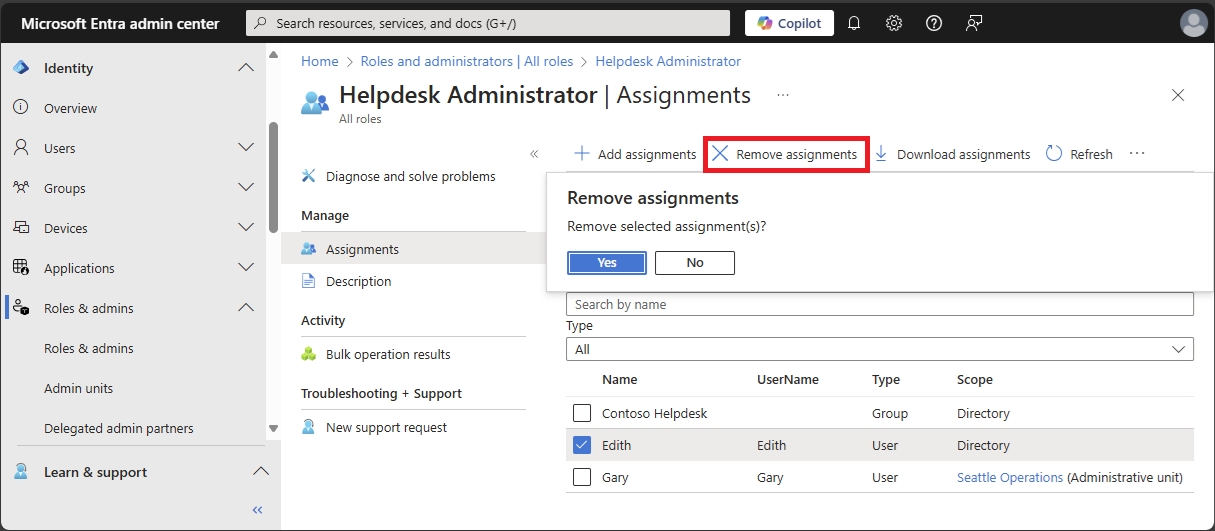 Microsoft Entra admin center
Search resources, services, and docs (G+/)
Copilot
Identity
Overview
Users
Groups
Devices
Applications
Roles & admins
Roles & admins
Admin units
Delegated admin partners
Learn & support
Home > Roles and administrators | All roles > Helpdesk Administrator
Helpdesk Administrator | Assignments ...
All roles
Diagnose and solve problems
Manage
Assignments
Description
Activity
Bulk operation results
Troubleshooting + Support
New support request
Add assignments Remove assignments Download assignments Refresh ...
Remove assignments
Remove selected assignment(s)?
Yes No
Search by name
Type
All
Name UserName Type Scope
Contoso Helpdesk Group Directory
Edith Edith User Directory
Gary Gary User Seattle Operations (Administrative unit)